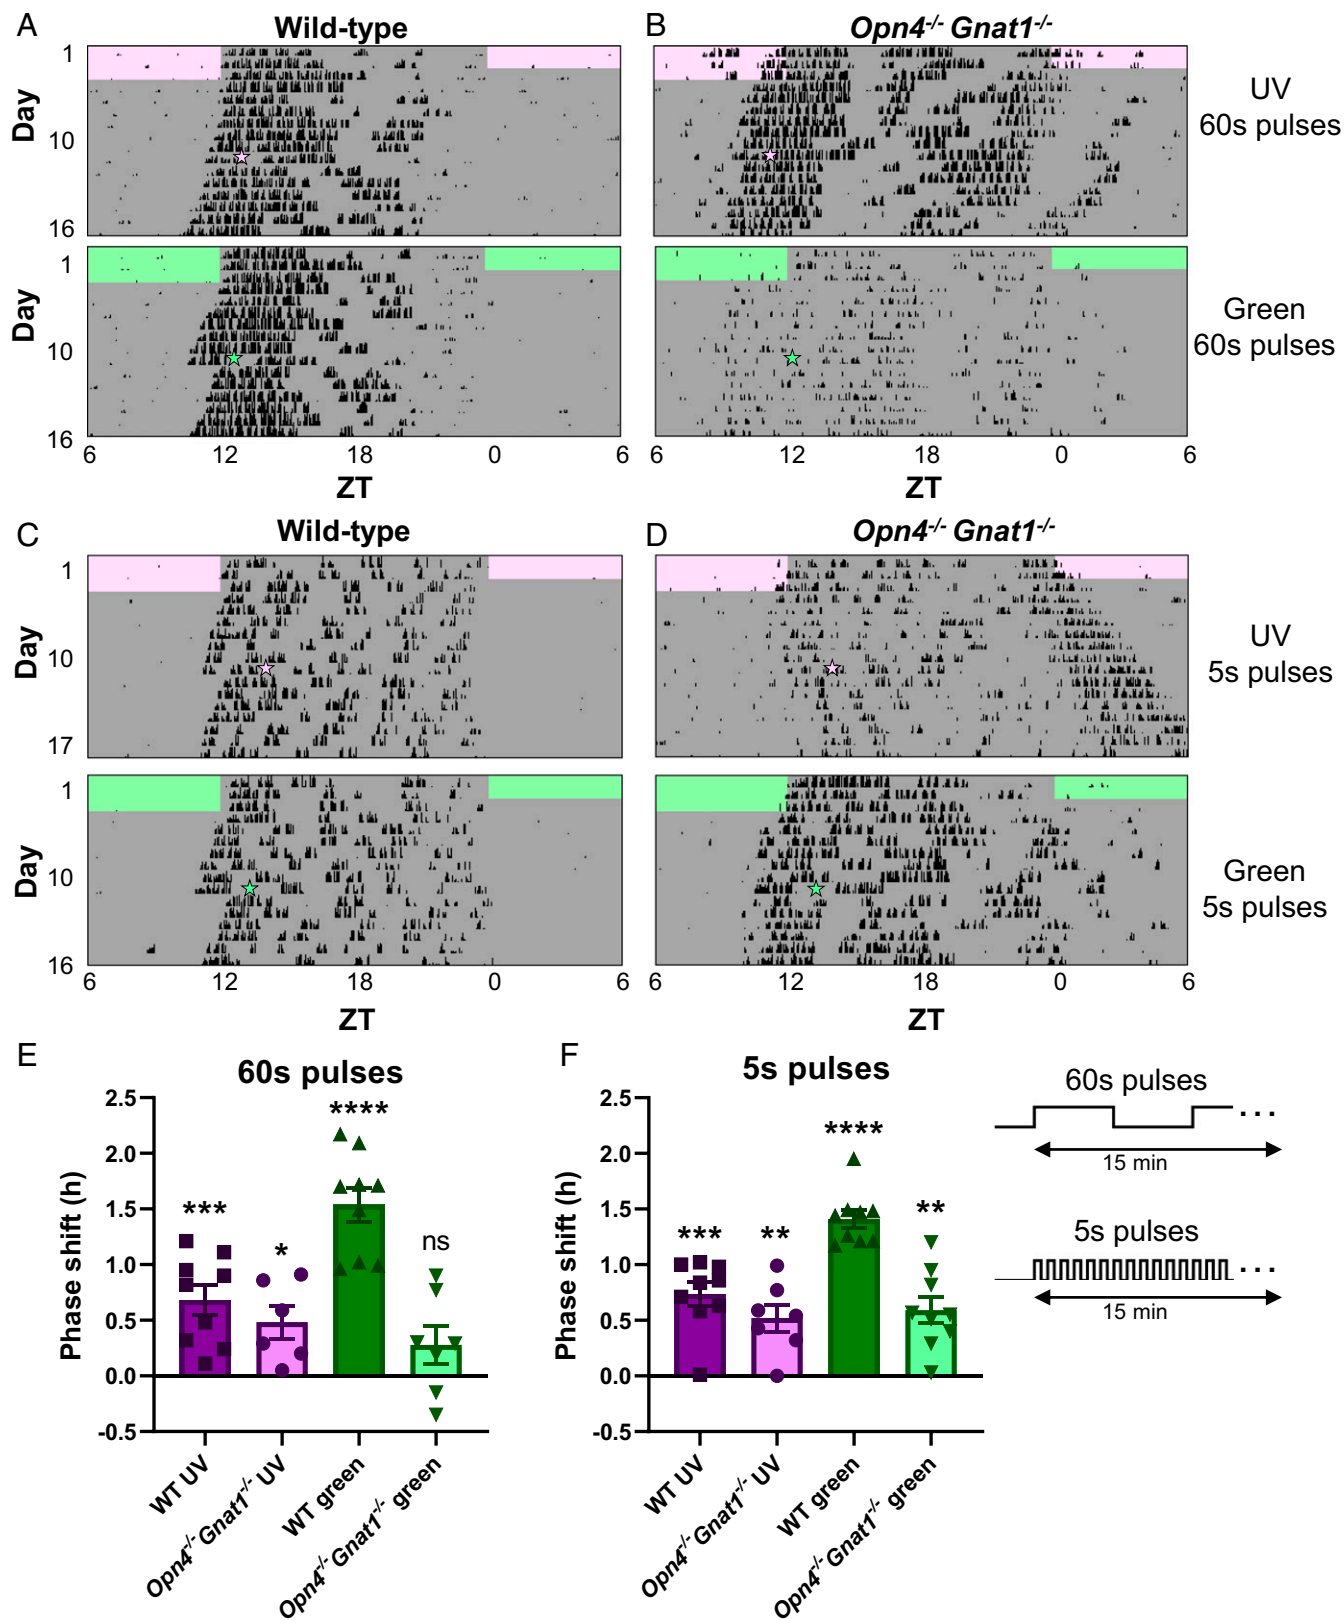 A
Wild-type
B
Opn4-/- Gnat1-/-
Day
1
10
16
UV
60s pulses
Day
1
10
16
Green
60s pulses
6 12 18 0 6
6 12 18 0 6
ZT
ZT
C
Wild-type
D
Opn4-/- Gnat1-/-
Day
1
10
17
UV
5s pulses
Day
1
10
16
Green
5s pulses
6 12 18 0 6
6 12 18 0 6
ZT
ZT
E
60s pulses
Phase shift (h)
2.5
2.0
1.5
1.0
0.5
0.0
-0.5
***
*
****
ns
WT UV
Opn4-/- Gnat1-/- UV
WT green
Opn4-/- Gnat1-/- green
F
5s pulses
Phase shift (h)
2.5
2.0
1.5
1.0
0.5
0.0
-0.5
***
**
****
**
WT UV
Opn4-/- Gnat1-/- UV
WT green
Opn4-/- Gnat1-/- green
60s pulses
...
15 min
5s pulses
...
15 min